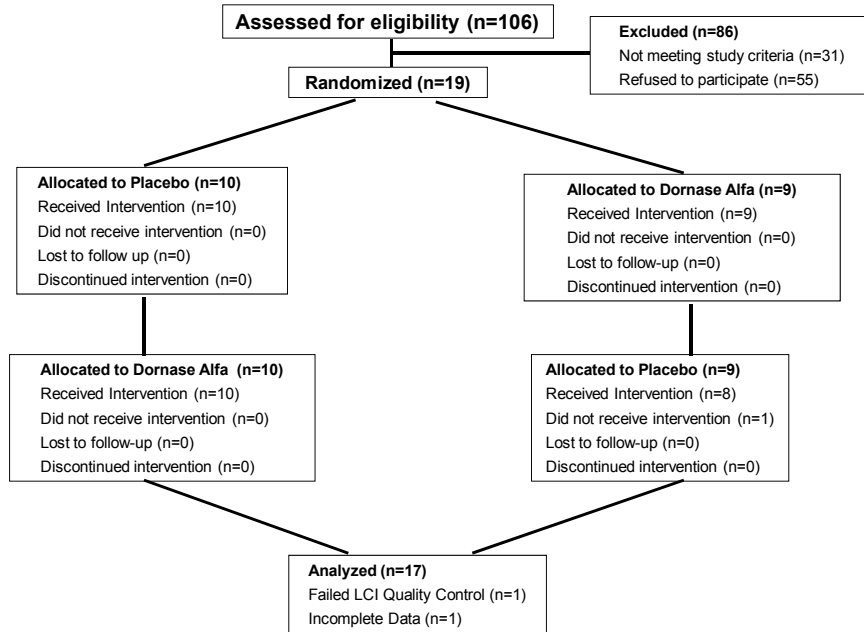 Assessed for eligibility (n=106)
Excluded (n=86)
Not meeting study criteria (n=31)
Refused to participate (n=55)
Randomized (n=19)
Allocated to Placebo (n=10)
Received Intervention (n=10)
Did not receive intervention (n=0)
Lost to follow up (n=0)
Discontinued intervention (n=0)
Allocated to Dornase Alfa (n=9)
Received Intervention (n=9)
Did not receive intervention (n=0)
Lost to follow-up (n=0)
Discontinued intervention (n=0)
Allocated to Dornase Alfa (n=10)
Received Intervention (n=10)
Did not receive intervention (n=0)
Lost to follow-up (n=0)
Discontinued intervention (n=0)
Allocated to Placebo (n=9)
Received Intervention (n=8)
Did not receive intervention (n=1)
Lost to follow-up (n=0)
Discontinued intervention (n=0)
Analyzed (n=17)
Failed LCI Quality Control (n=1)
Incomplete Data (n=1)